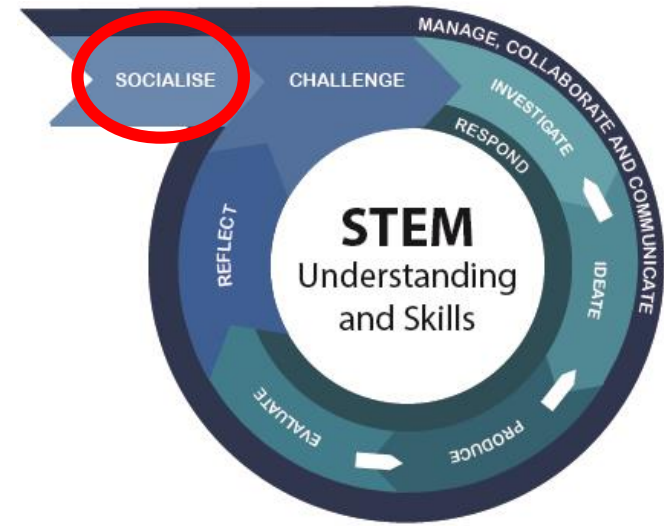 SOCIALISE
CHALLENGE
MANAGE, COLLABORATE AND COMMUNICATE
INVESTIGATE
RESPOND
IDEATE
PRODUCE
EVALUATE
REFLECT
STEM
Understanding
and Skills